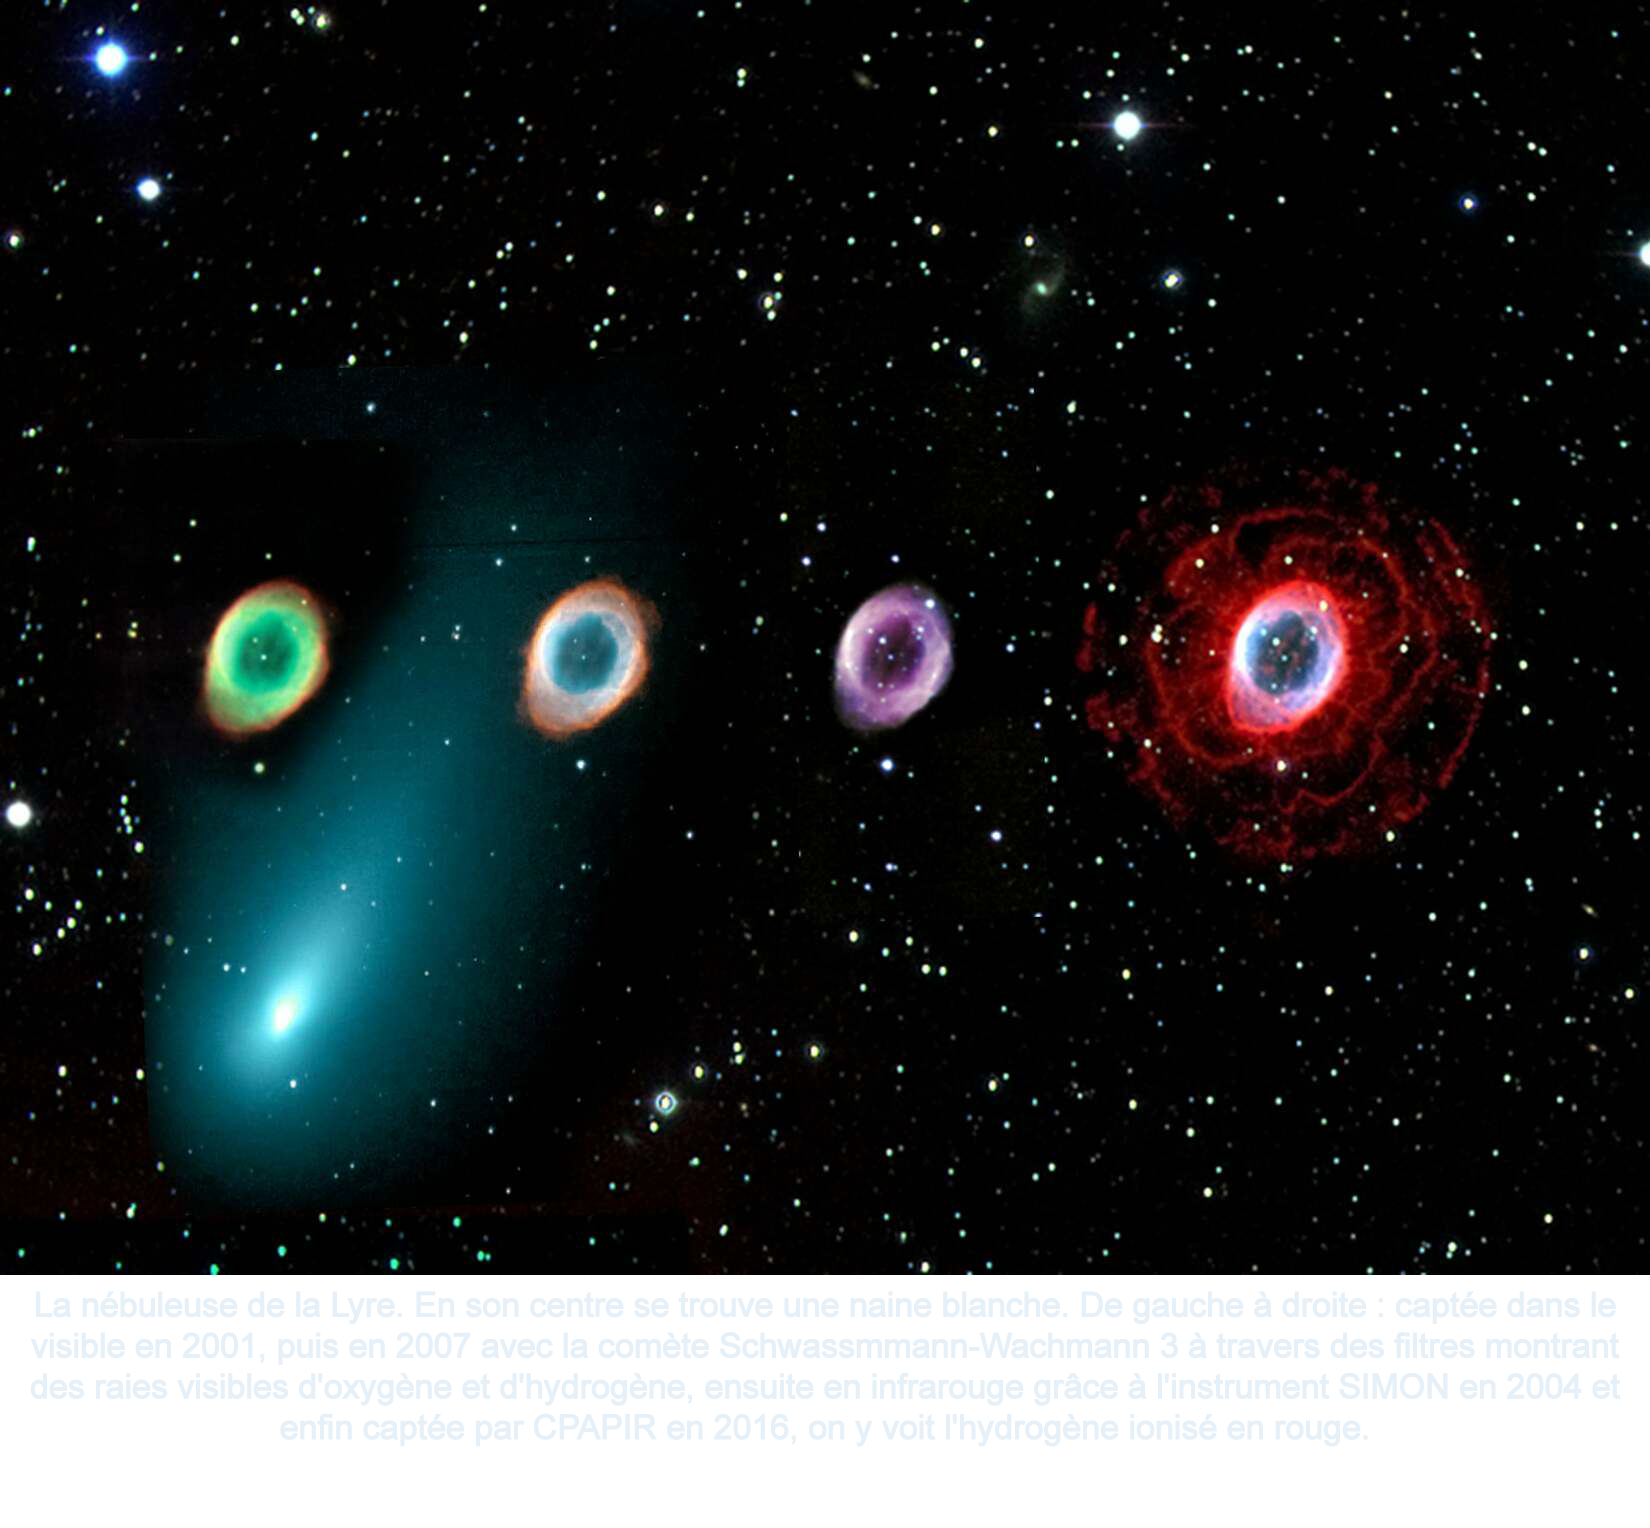 La nébuleuse de la Lyre. En son centre se trouve une naine blanche. De gauche à droite : captée dans le
visible en 2001, puis en 2007 avec la comète Schwassmmann-Wachmann 3 à travers des filtres montrant
des raies visibles d'oxygène et d'hydrogène, ensuite en infrarouge grâce à l'instrument SIMON en 2004 et
enfin captée par CPAPIR en 2016, on y voit l'hydrogène ionisé en rouge.